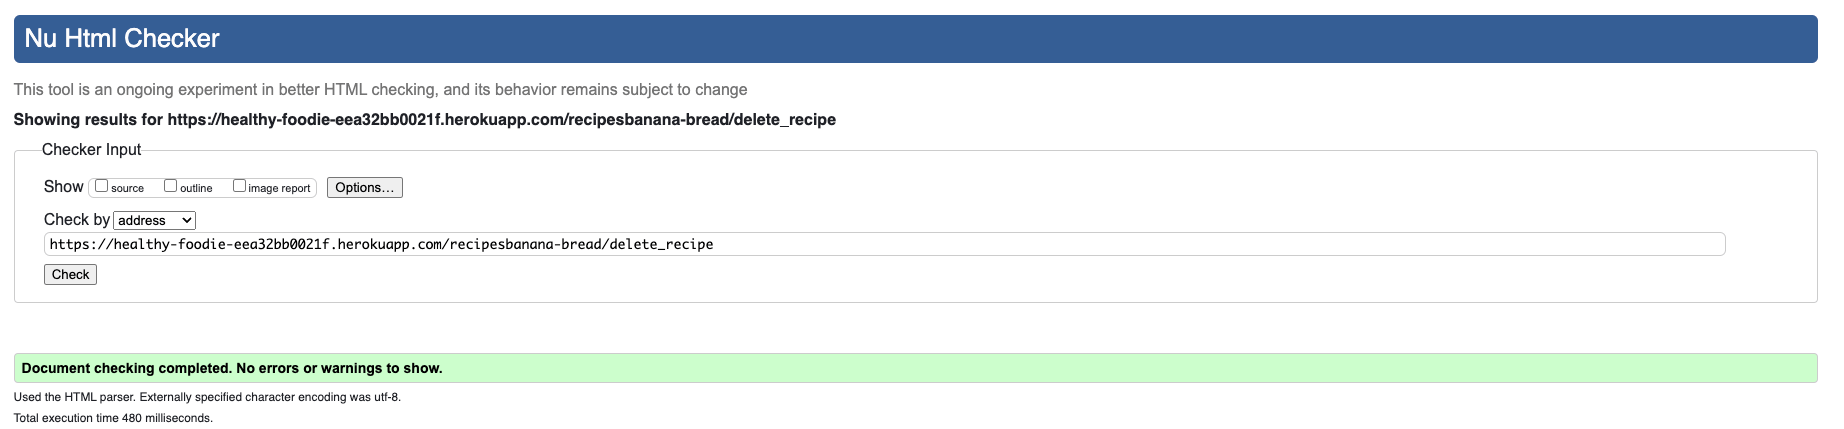 Nu Html Checker
This tool is an ongoing experiment in better HTML checking, and its behavior remains subject to change
Showing results for https://healthy-foodie-eea32bb0021f.herokuapp.com/recipesbanana-bread/delete_recipe
Checker Input
Show source outline image report Options...
Check by address
https://healthy-foodie-eea32bb0021f.herokuapp.com/recipesbanana-bread/delete_recipe
Check
Document checking completed. No errors or warnings to show.
Used the HTML parser. Externally specified character encoding was utf-8.
Total execution time 480 milliseconds.